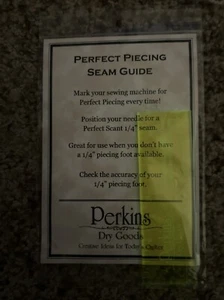 PERFECT PIECING
SEAM GUIDE
Mark your sewing machine for
Perfect Piecing every time!
Position your needle for a
Perfect Scant 1/4" seam.
Great for use when you don't have
a 1/4" piecing foot available.
Check the accuracy of your
1/4" piecing foot.
Perkins
Dry Goods
Creative Ideas for Today's Quilter